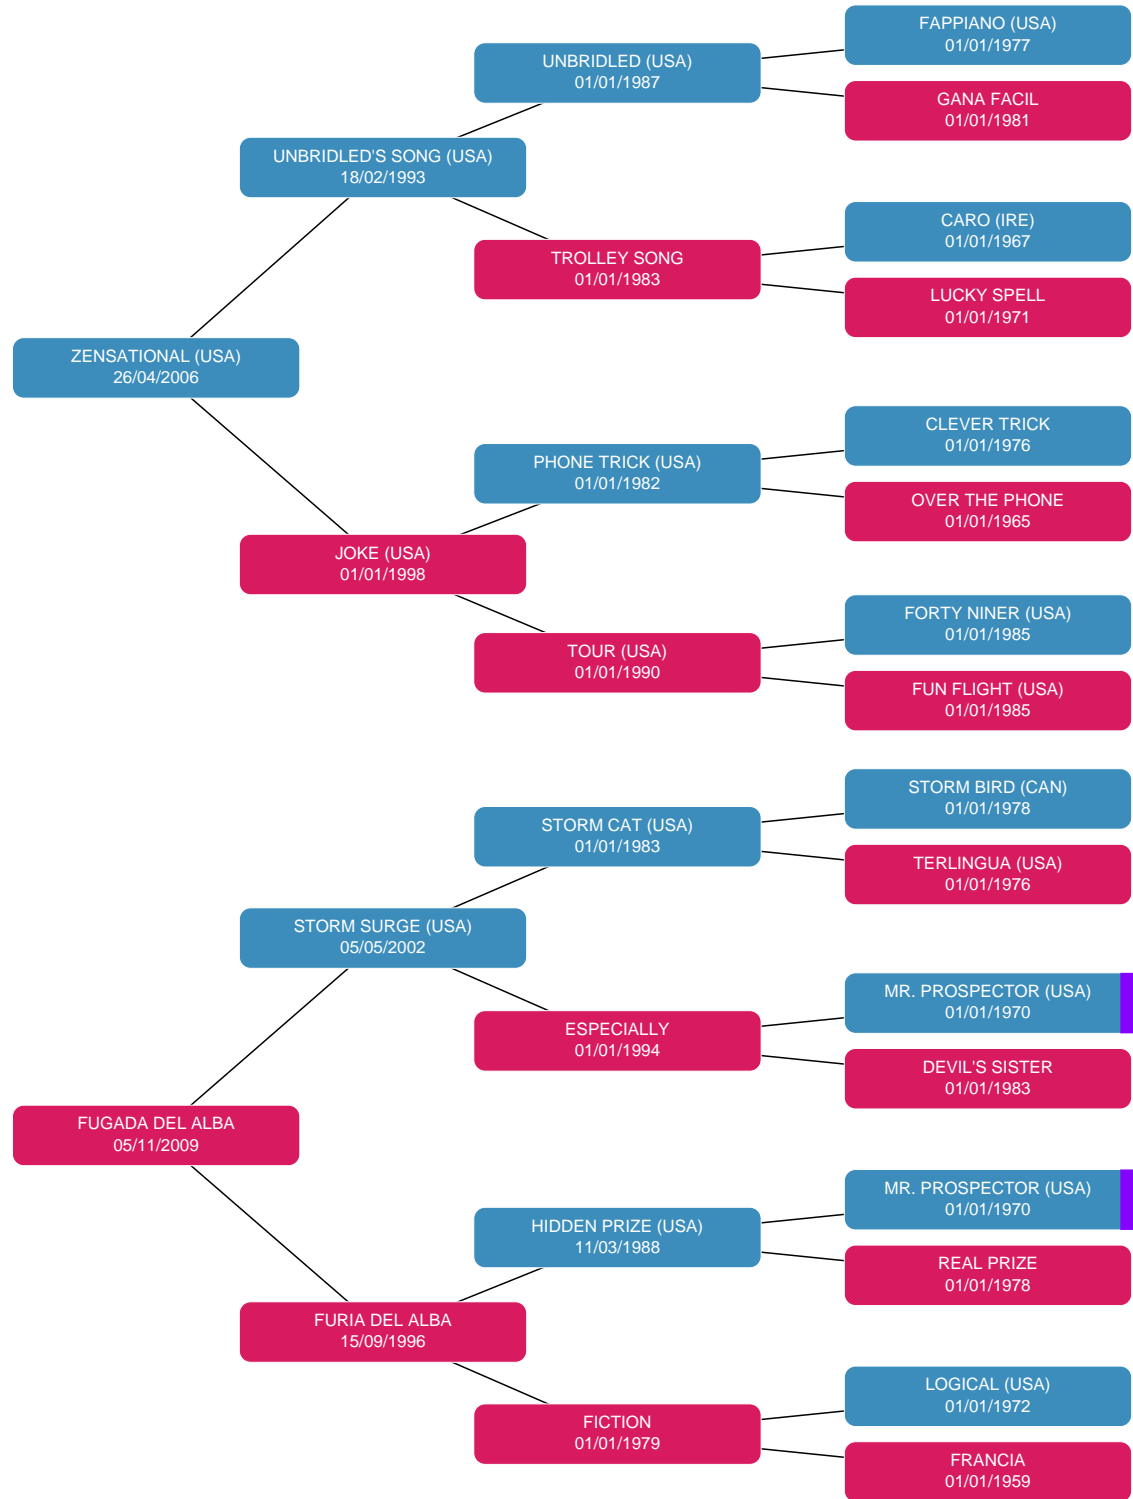 FAPPIANO (USA)
01/01/1977
UNBRIDLED (USA)
01/01/1987
GANA FACIL
01/01/1981
UNBRIDLED'S SONG (USA)
18/02/1993
CARO (IRE)
01/01/1967
TROLLEY SONG
01/01/1983
LUCKY SPELL
01/01/1971
ZENSATIONAL (USA)
26/04/2006
CLEVER TRICK
01/01/1976
PHONE TRICK (USA)
01/01/1982
OVER THE PHONE
01/01/1965
JOKE (USA)
01/01/1998
FORTY NINER (USA)
01/01/1985
TOUR (USA)
01/01/1990
FUN FLIGHT (USA)
01/01/1985
STORM BIRD (CAN)
01/01/1978
STORM CAT (USA)
01/01/1983
TERLINGUA (USA)
01/01/1976
STORM SURGE (USA)
05/05/2002
MR. PROSPECTOR (USA)
01/01/1970
ESPECIALLY
01/01/1994
DEVIL'S SISTER
01/01/1983
FUGADA DEL ALBA
05/11/2009
MR. PROSPECTOR (USA)
01/01/1970
HIDDEN PRIZE (USA)
11/03/1988
REAL PRIZE
01/01/1978
FURIA DEL ALBA
15/09/1996
LOGICAL (USA)
01/01/1972
FICTION
01/01/1979
FRANCIA
01/01/1959